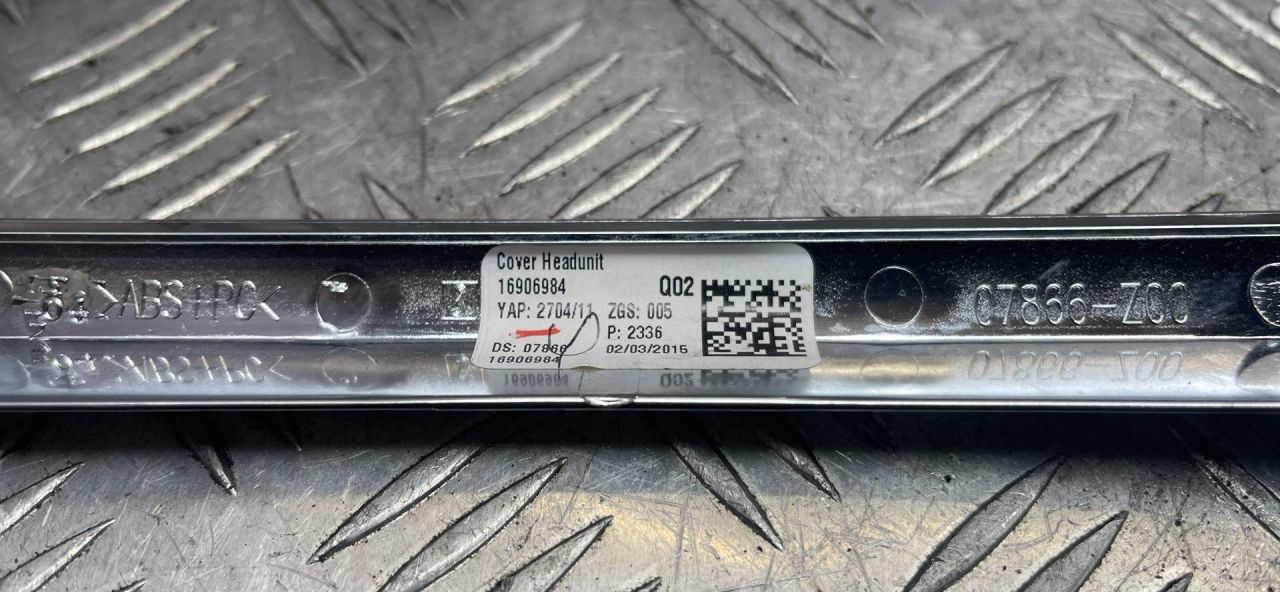 >ABS+PC<
Cover Headunit
16906984 Q02
YAP: 2704/11 ZGS: 005
P: 2336
DS: 07866 02/03/2015
16906984
07866-Z00